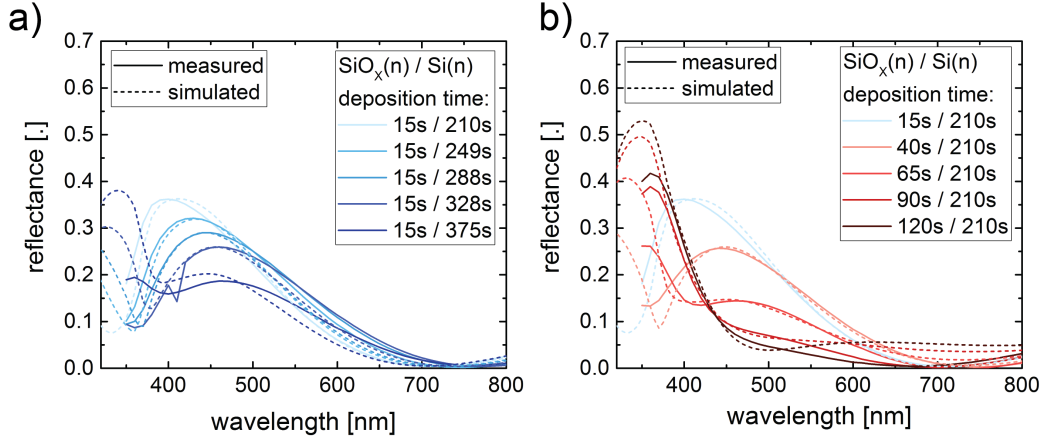 a)
0.7
0.6
0.5
0.4
0.3
0.2
0.1
0.0
reflectance [.]
400
500
600
700
800
wavelength [nm]
measured
simulated
SiOX(n) / Si(n)
deposition time:
15s / 210s
15s / 249s
15s / 288s
15s / 328s
15s / 375s
b)
0.7
0.6
0.5
0.4
0.3
0.2
0.1
0.0
reflectance [.]
400
500
600
700
800
wavelength [nm]
measured
simulated
SiOX(n) / Si(n)
deposition time:
15s / 210s
40s / 210s
65s / 210s
90s / 210s
120s / 210s